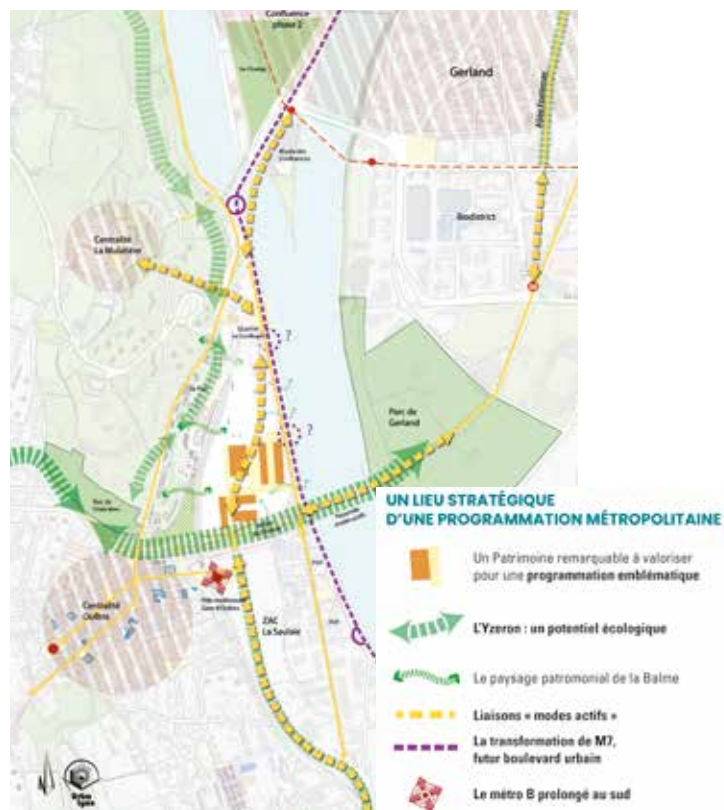 Confluence
phase 2
Gerland
Biodistrict
Centralité
La Mulatière
Parc de
Gerland
Centralité
Oullins
ZAC
La Saulaie
UN LIEU STRATÉGIQUE
D'UNE PROGRAMMATION MÉTROPOLITAINE
Un Patrimoine remarquable à valoriser
pour une programmation emblématique
L'Yzeron : un potentiel écologique
Le paysage patromonial de la Balme
Liaisons « modes actifs »
La transformation de M7,
futur boulevard urbain
Le métro B prolongé au sud